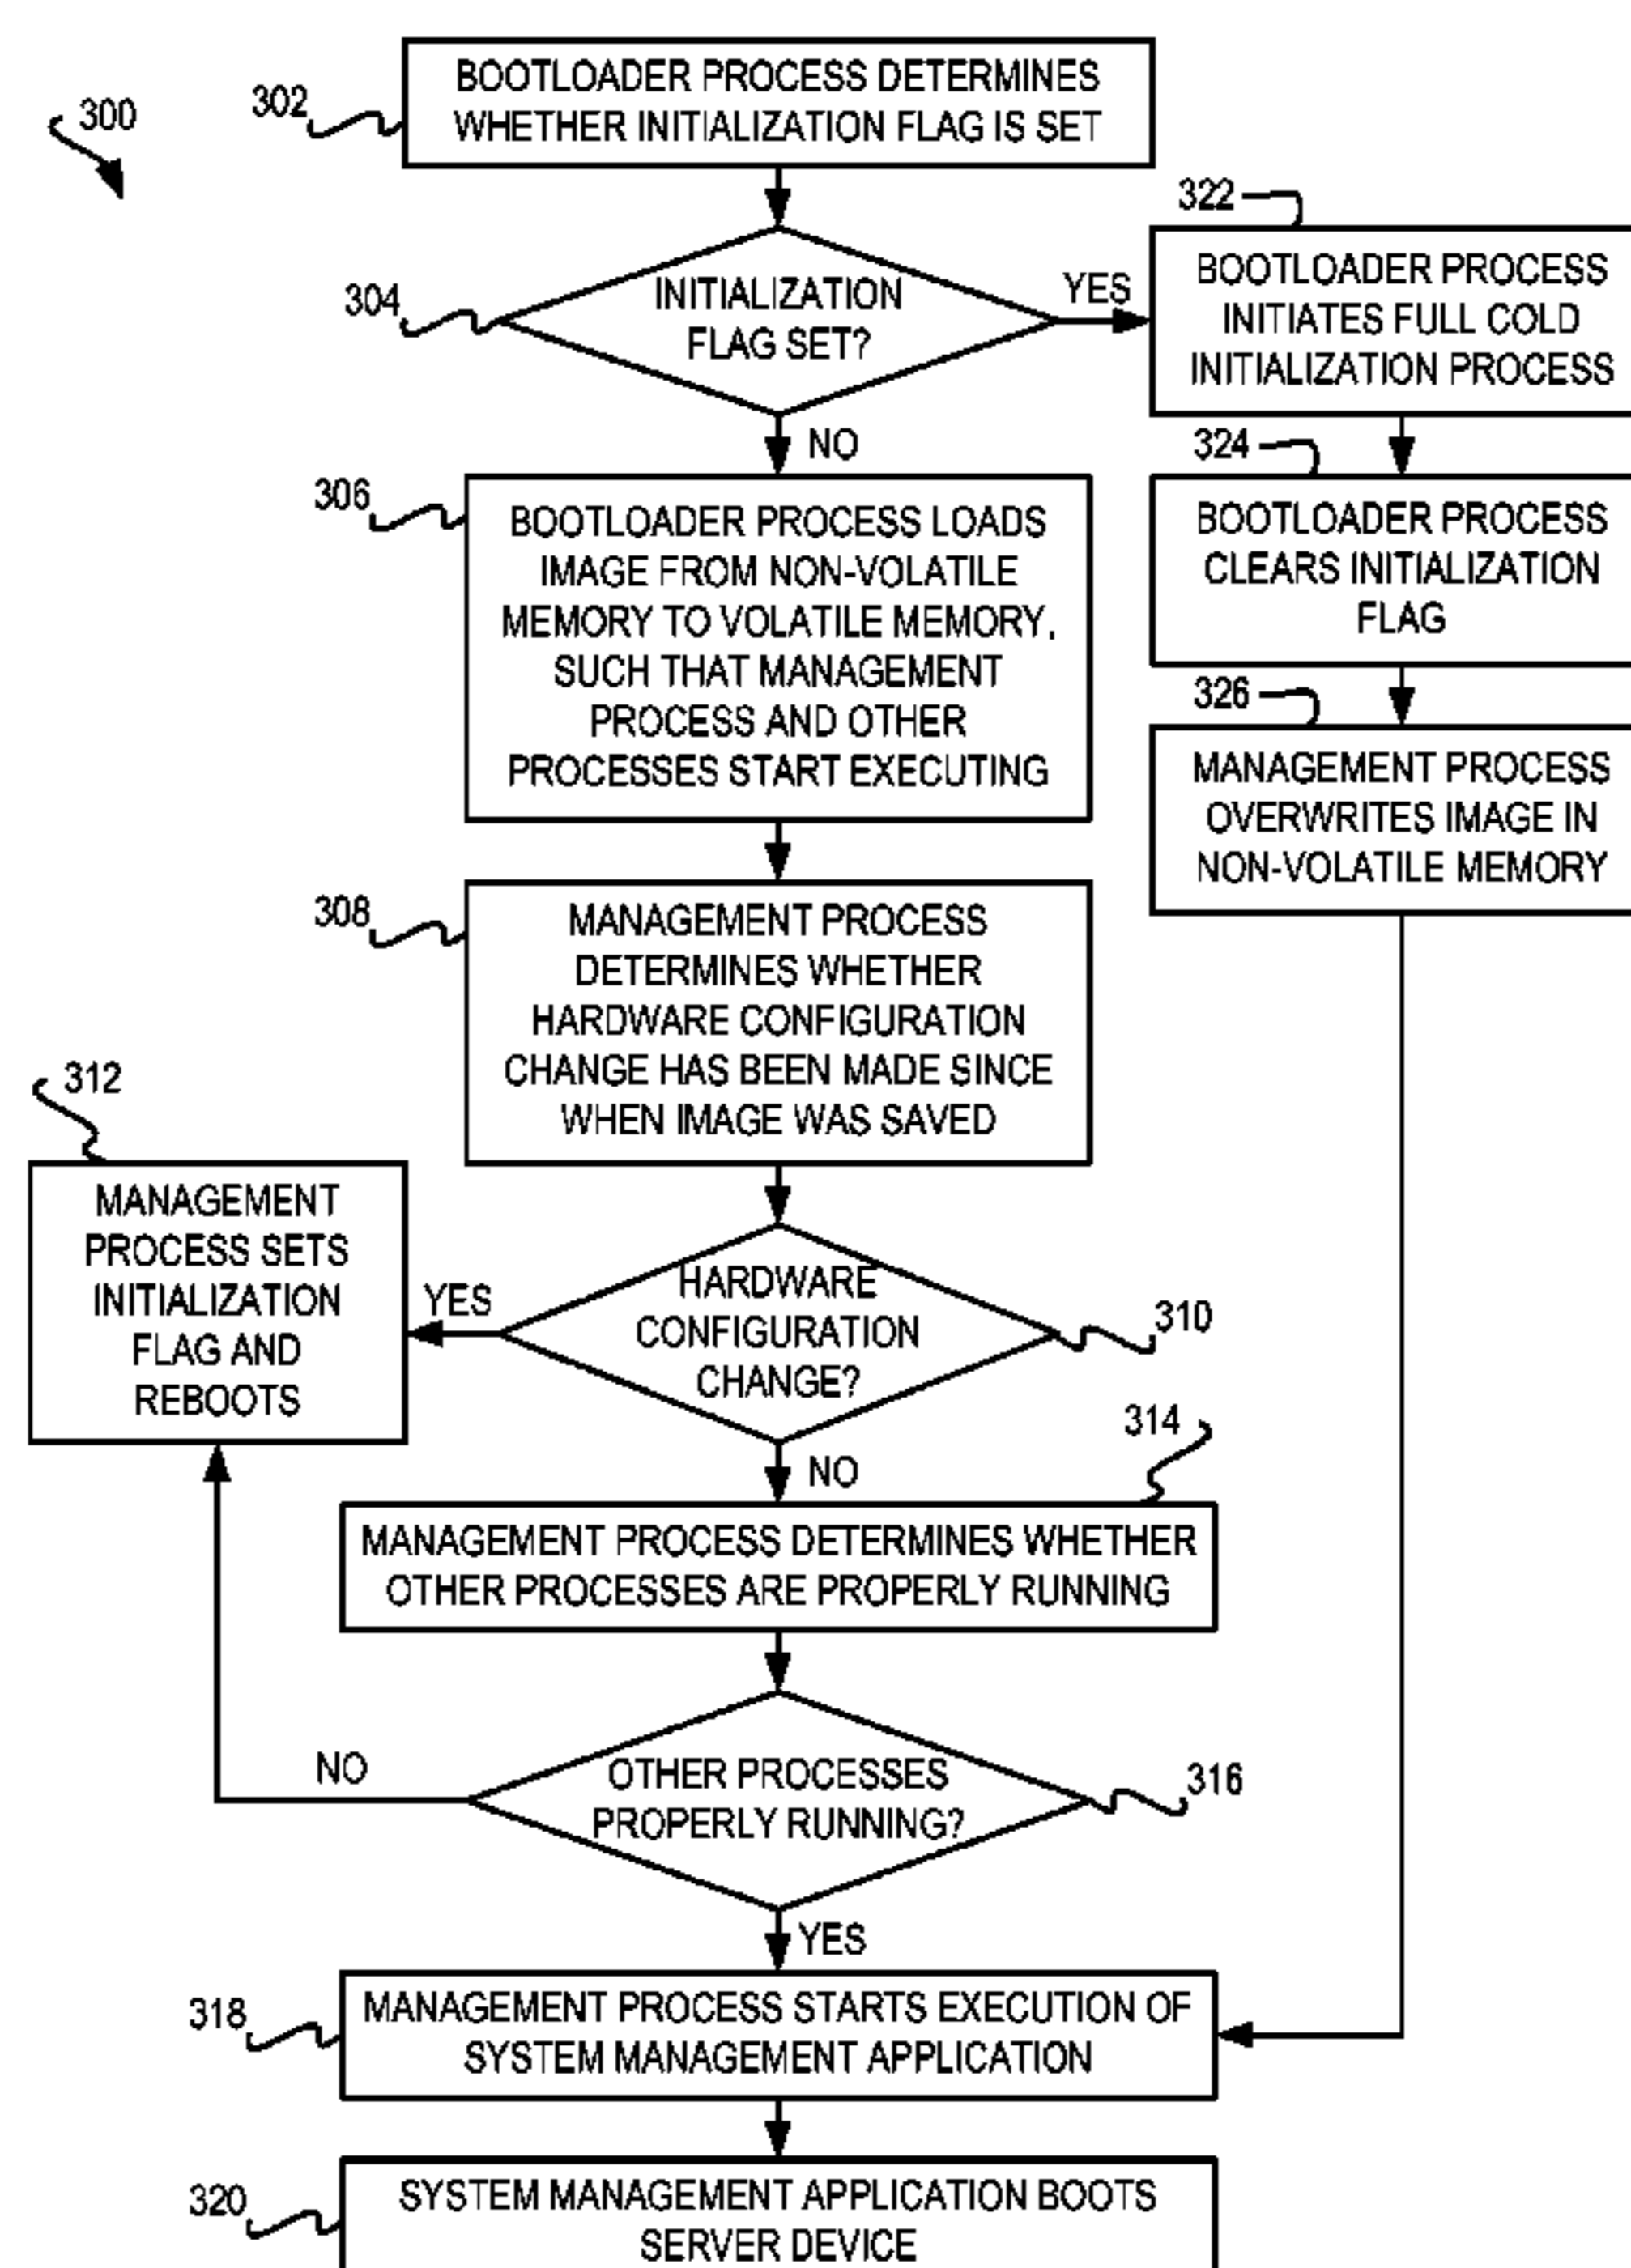 300
302
BOOTLOADER PROCESS DETERMINES
WHETHER INITIALIZATION FLAG IS SET
304
INITIALIZATION
FLAG SET?
YES
NO
322
BOOTLOADER PROCESS
INITIATES FULL COLD
INITIALIZATION PROCESS
324
BOOTLOADER PROCESS
CLEARS INITIALIZATION
FLAG
326
MANAGEMENT PROCESS
OVERWRITES IMAGE IN
NON-VOLATILE MEMORY
306
BOOTLOADER PROCESS LOADS
IMAGE FROM NON-VOLATILE
MEMORY TO VOLATILE MEMORY,
SUCH THAT MANAGEMENT
PROCESS AND OTHER
PROCESSES START EXECUTING
308
MANAGEMENT PROCESS
DETERMINES WHETHER
HARDWARE CONFIGURATION
CHANGE HAS BEEN MADE SINCE
WHEN IMAGE WAS SAVED
312
MANAGEMENT
PROCESS SETS
INITIALIZATION
FLAG AND
REBOOTS
YES
HARDWARE
CONFIGURATION
CHANGE?
310
NO
314
MANAGEMENT PROCESS DETERMINES WHETHER
OTHER PROCESSES ARE PROPERLY RUNNING
NO
OTHER PROCESSES
PROPERLY RUNNING?
316
YES
318
MANAGEMENT PROCESS STARTS EXECUTION OF
SYSTEM MANAGEMENT APPLICATION
320
SYSTEM MANAGEMENT APPLICATION BOOTS
SERVER DEVICE